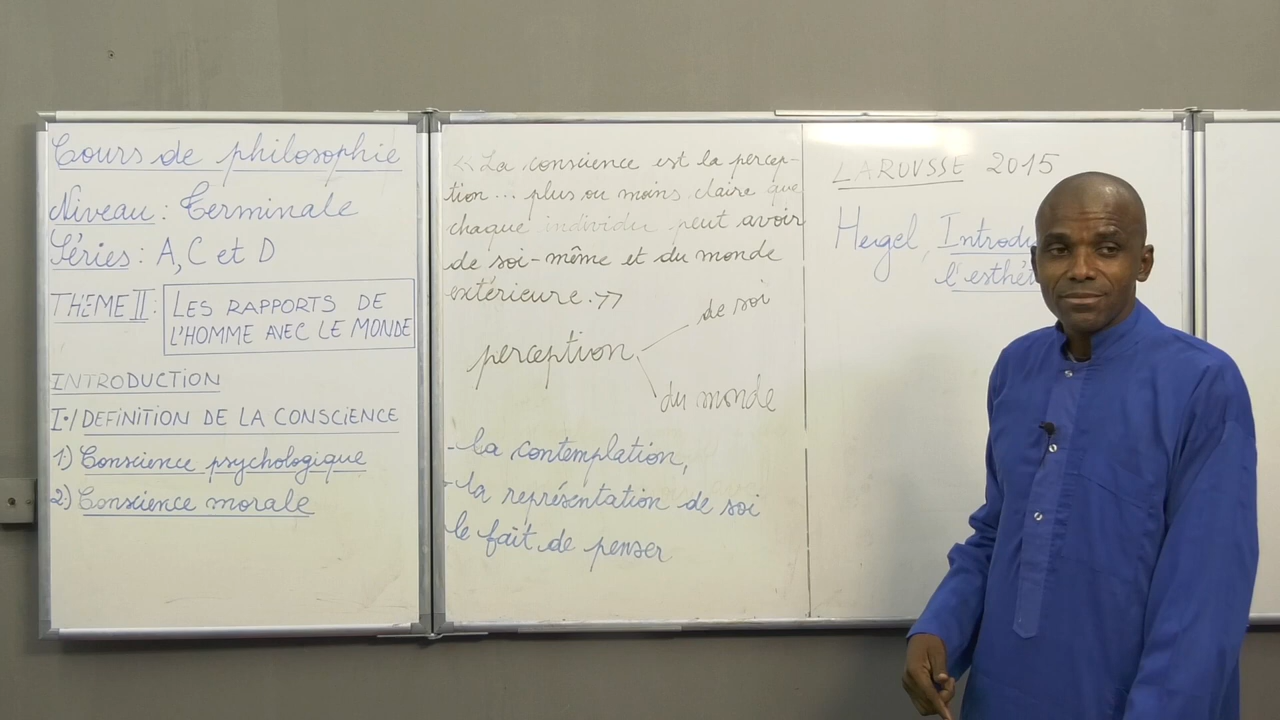 Cours de philosophie
Niveau : Terminale
Séries : A, C et D
THEME II : LES RAPPORTS DE
L'HOMME AVEC LE MONDE
INTRODUCTION
I./ DEFINITION DE LA CONSCIENCE
1) Conscience psychologique
2) Conscience morale
<< La conscience est la percep-
tion... plus ou moins claire que
chaque individu peut avoir
de soi-même et du monde
extérieure. >>
de soi
perception
du monde
- la contemplation,
- la représentation de soi
le fait de penser
LAROUSSE 2015
Hegel, Introdu
l'esthét